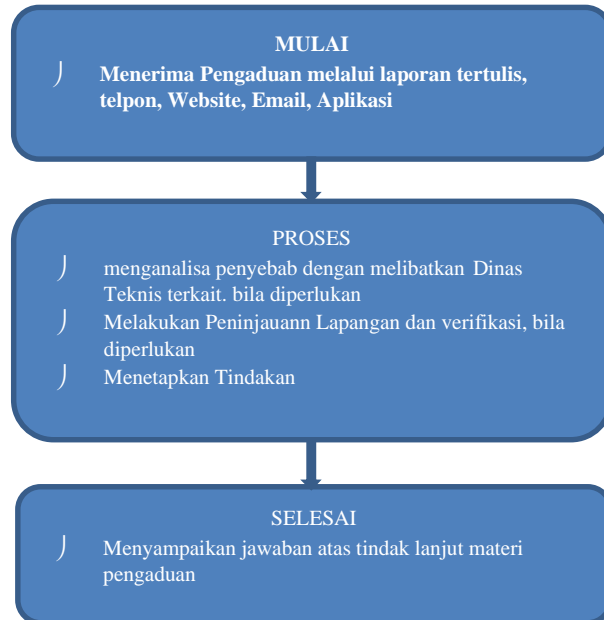 MULAI
Menerima Pengaduan melalui laporan tertulis,
telpon, Website, Email, Aplikasi
PROSES
menganalisa penyebab dengan melibatkan Dinas
Teknis terkait. bila diperlukan
Melakukan Peninjauann Lapangan dan verifikasi, bila
diperlukan
Menetapkan Tindakan
SELESAI
Menyampaikan jawaban atas tindak lanjut materi
pengaduan